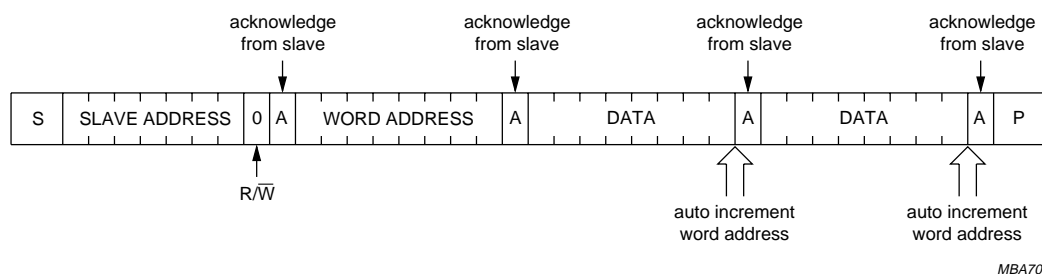 acknowledge acknowledge acknowledge acknowledge
from slave from slave from slave from slave
S SLAVE ADDRESS 0 A WORD ADDRESS A DATA A DATA A P
R/W̅
auto increment auto increment
word address word address
MBA70